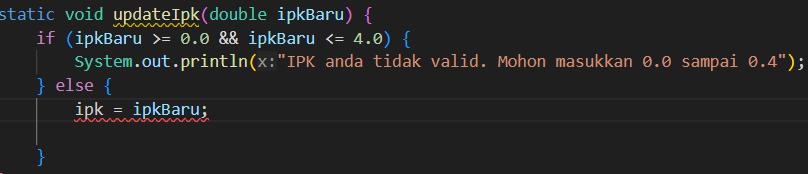 static void updateIpk(double ipkBaru) {
if (ipkBaru >= 0.0 && ipkBaru <= 4.0) {
System.out.println(x:"IPK anda tidak valid. Mohon masukkan 0.0 sampai 0.4");
} else {
ipk = ipkBaru;
}